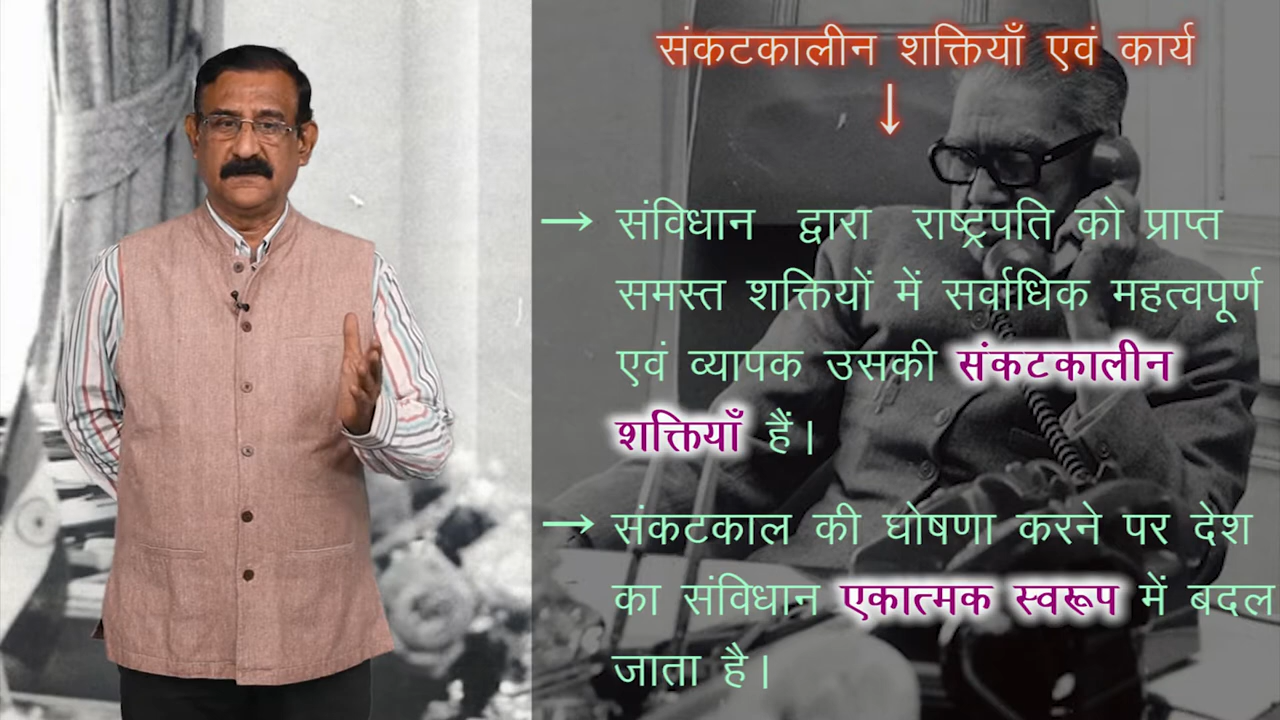 संकटकालीन शक्तियाँ एवं कार्य
↓
→ संविधान द्वारा राष्ट्रपति को प्राप्त
समस्त शक्तियों में सर्वाधिक महत्वपूर्ण
एवं व्यापक उसकी संकटकालीन
शक्तियाँ हैं।
→ संकटकाल की घोषणा करने पर देश
का संविधान एकात्मक स्वरूप में बदल
जाता है।